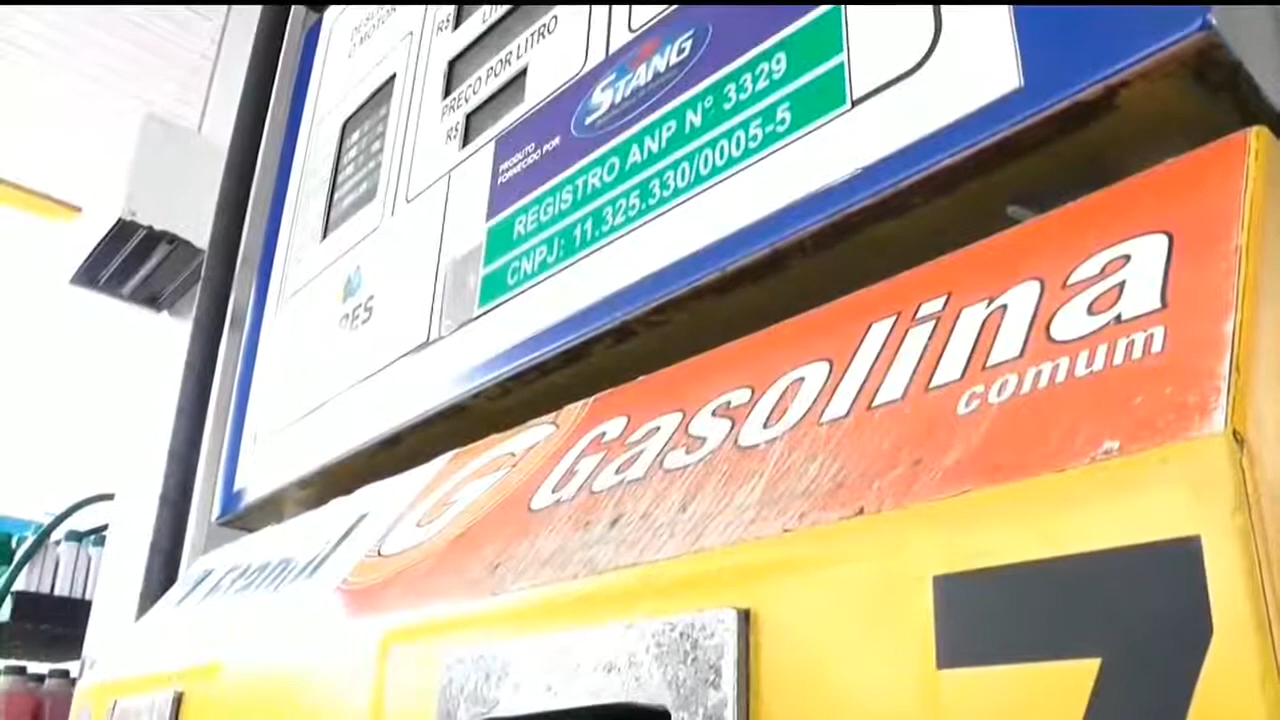 R$
PREÇO POR LITRO
R$
STANG
PRODUTO
FORNECIDO POR
REGISTRO ANP N° 3329
CNPJ: 11.325.330/0005-5
G Gasolina
comum
7